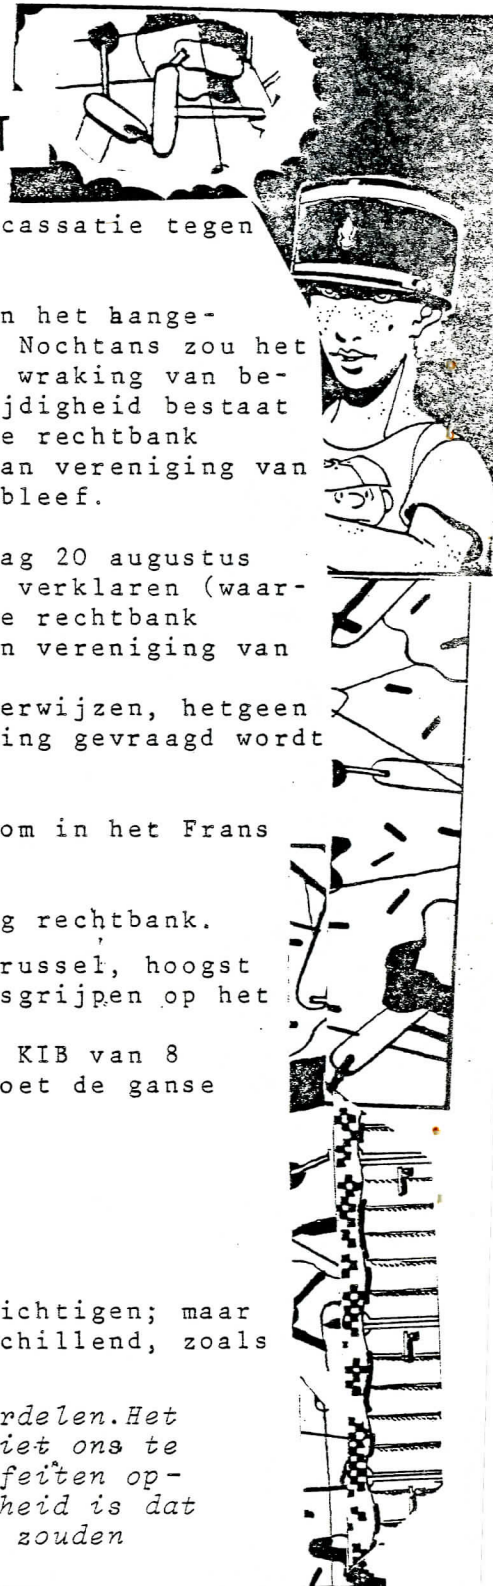 T
cassatie tegen
n het hange-
Nochtans zou het
wraking van be-
jdigheid bestaat
e rechtbank
an vereniging van
bleef.
ag 20 augustus
verklaren (waar-
e rechtbank
n vereniging van
erwijzen, hetgeen
ing gevraagd wordt
om in het Frans
g rechtbank.
russel, hoogst
sgrijpen op het
KIB van 8
oet de ganse
ichtigen; maar
chillend, zoals
rdelen.Het
iet ons te
feiten op-
heid is dat
zouden